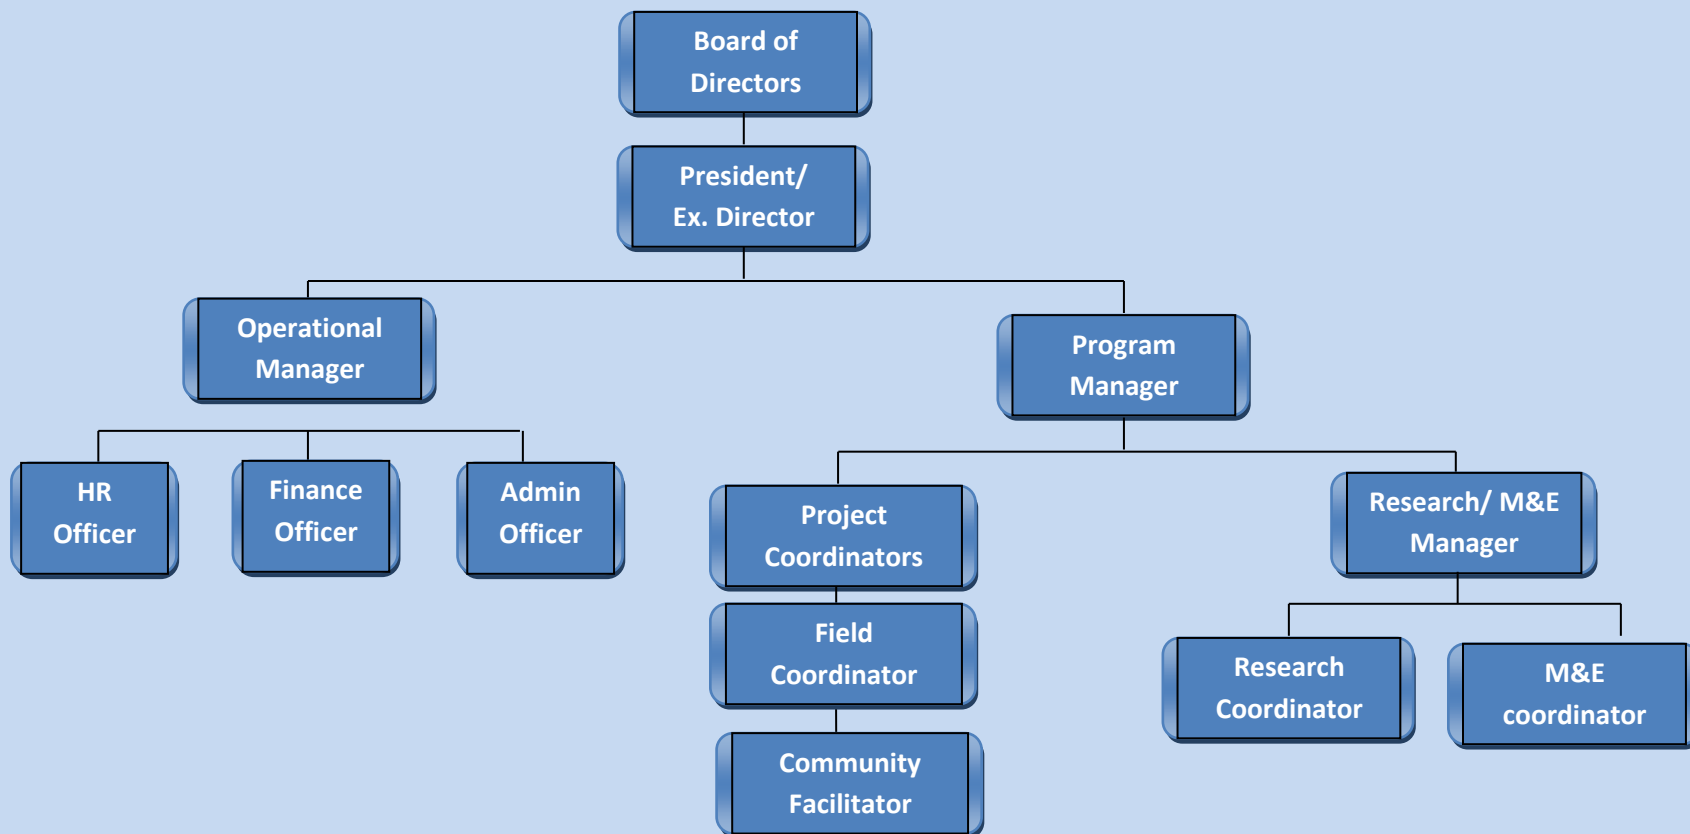 Board of
Directors
President/
Ex. Director
Operational
Manager
Program
Manager
HR
Officer
Finance
Officer
Admin
Officer
Project
Coordinators
Research/ M&E
Manager
Field
Coordinator
Research
Coordinator
M&E
coordinator
Community
Facilitator